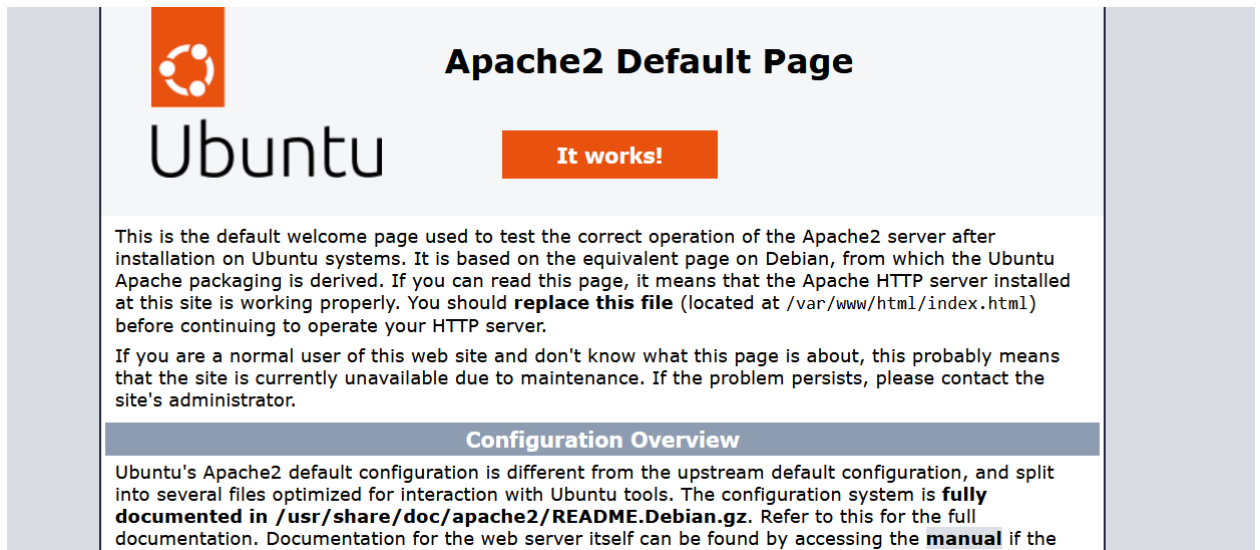 Apache2 Default Page
Ubuntu
It works!
This is the default welcome page used to test the correct operation of the Apache2 server after
installation on Ubuntu systems. It is based on the equivalent page on Debian, from which the Ubuntu
Apache packaging is derived. If you can read this page, it means that the Apache HTTP server installed
at this site is working properly. You should replace this file (located at /var/www/html/index.html)
before continuing to operate your HTTP server.
If you are a normal user of this web site and don't know what this page is about, this probably means
that the site is currently unavailable due to maintenance. If the problem persists, please contact the
site's administrator.
Configuration Overview
Ubuntu's Apache2 default configuration is different from the upstream default configuration, and split
into several files optimized for interaction with Ubuntu tools. The configuration system is fully
documented in /usr/share/doc/apache2/README.Debian.gz. Refer to this for the full
documentation. Documentation for the web server itself can be found by accessing the manual if the